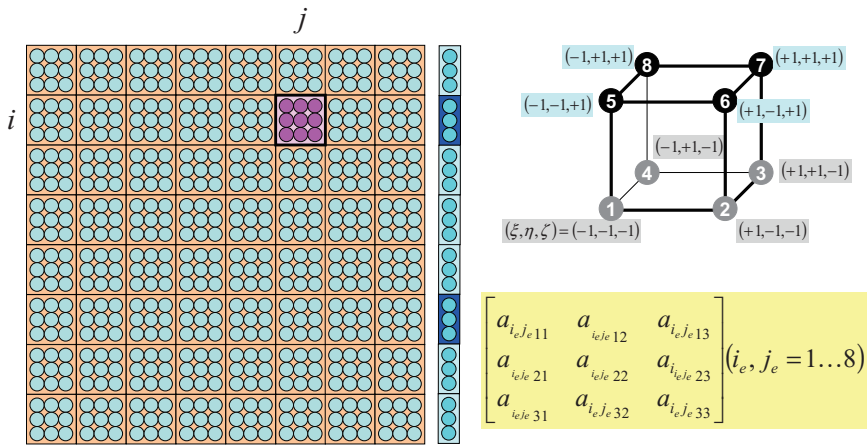 j
i
(-1,+1,+1)
8
7
(+1,+1,+1)
(-1,-1,+1)
5
6
(+1,-1,+1)
(-1,+1,-1)
4
3
(+1,+1,-1)
1
2
(ξ,η,ζ)=(-1,-1,-1)
(+1,-1,-1)
[a_{i_e j_e 11} a_{i_e j_e 12} a_{i_e j_e 13}]
[a_{i_e j_e 21} a_{i_e j_e 22} a_{i_e j_e 23}] (i_e, j_e = 1…8)
[a_{i_e j_e 31} a_{i_e j_e 32} a_{i_e j_e 33}]